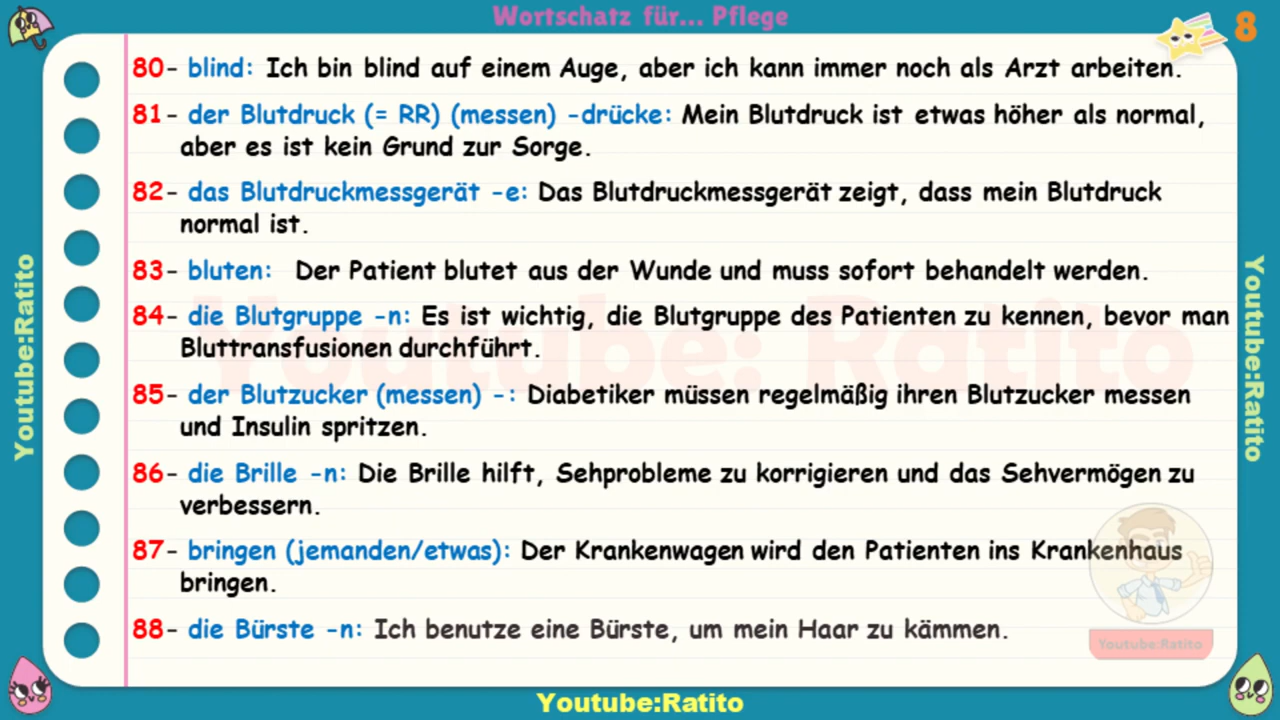 Wortschatz für... Pflege
8
80- blind: Ich bin blind auf einem Auge, aber ich kann immer noch als Arzt arbeiten.
81- der Blutdruck (= RR) (messen) -drücke: Mein Blutdruck ist etwas höher als normal,
aber es ist kein Grund zur Sorge.
82- das Blutdruckmessgerät -e: Das Blutdruckmessgerät zeigt, dass mein Blutdruck
normal ist.
83- bluten: Der Patient blutet aus der Wunde und muss sofort behandelt werden.
84- die Blutgruppe -n: Es ist wichtig, die Blutgruppe des Patienten zu kennen, bevor man
Bluttransfusionen durchführt.
85- der Blutzucker (messen) -: Diabetiker müssen regelmäßig ihren Blutzucker messen
und Insulin spritzen.
86- die Brille -n: Die Brille hilft, Sehprobleme zu korrigieren und das Sehvermögen zu
verbessern.
87- bringen (jemanden/etwas): Der Krankenwagen wird den Patienten ins Krankenhaus
bringen.
88- die Bürste -n: Ich benutze eine Bürste, um mein Haar zu kämmen.
Youtube:Ratito
Youtube:Ratito
Youtube: Ratito
Youtube:Ratito
Youtube:Ratito